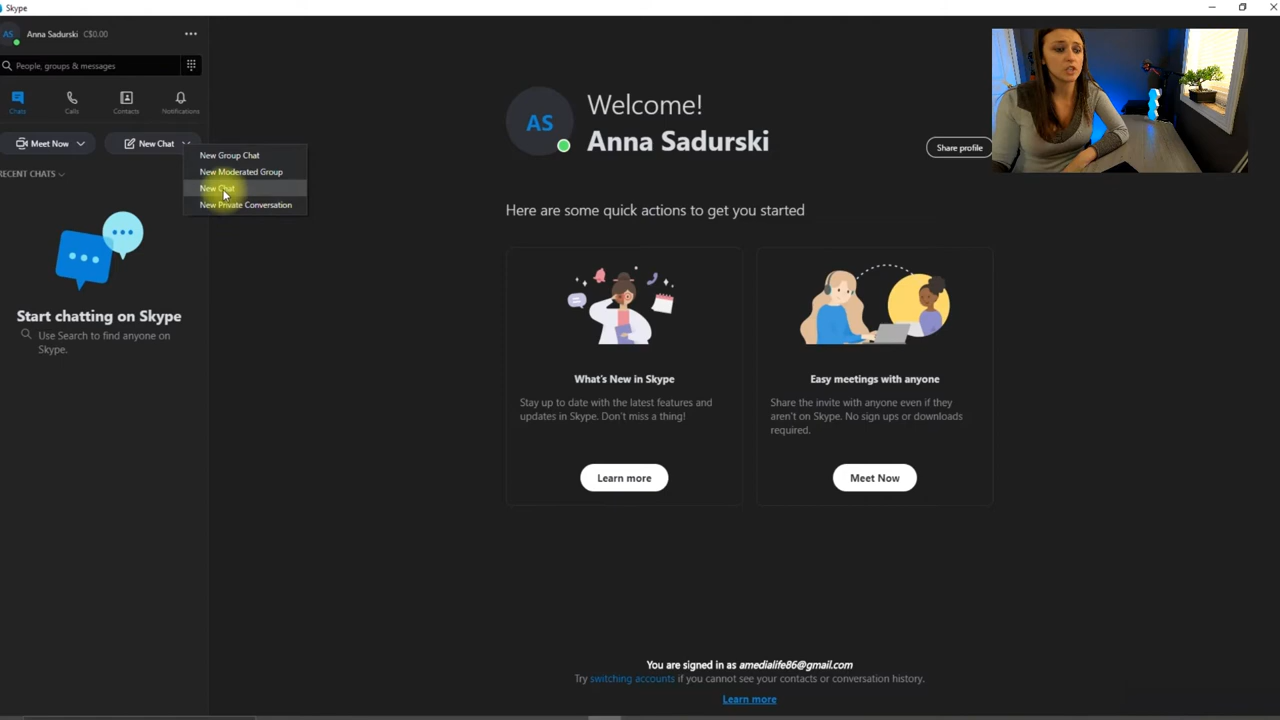 Skype
AS Anna Sadurski C$0.00
People, groups & messages
Chats Calls Contacts Notifications
Meet Now New Chat
RECENT CHATS
New Group Chat
New Moderated Group
New Chat
New Private Conversation
Start chatting on Skype
Use Search to find anyone on
Skype.
AS
Welcome!
Anna Sadurski
Share profile
Here are some quick actions to get you started
What's New in Skype
Stay up to date with the latest features and
updates in Skype. Don't miss a thing!
Learn more
Easy meetings with anyone
Share the invite with anyone even if they
aren't on Skype. No sign ups or downloads
required.
Meet Now
You are signed in as amedialife86@gmail.com
Try switching accounts if you cannot see your contacts or conversation history.
Learn more